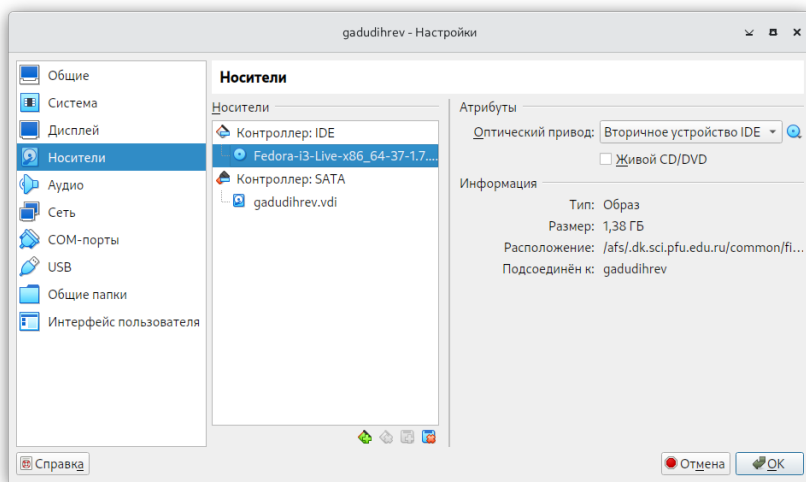 gadudihrev - Настройки
Общие
Система
Дисплей
Носители
Аудио
Сеть
COM-порты
USB
Общие папки
Интерфейс пользователя
Носители
Носители
Контроллер: IDE
Fedora-i3-Live-x86_64-37-1.7....
Контроллер: SATA
gadudihrev.vdi
Атрибуты
Оптический привод: Вторичное устройство IDE
Живой CD/DVD
Информация
Тип: Образ
Размер: 1,38 ГБ
Расположение: /afs/.dk.sci.pfu.edu.ru/common/fi...
Подсоединён к: gadudihrev
Справка
Отмена
OK